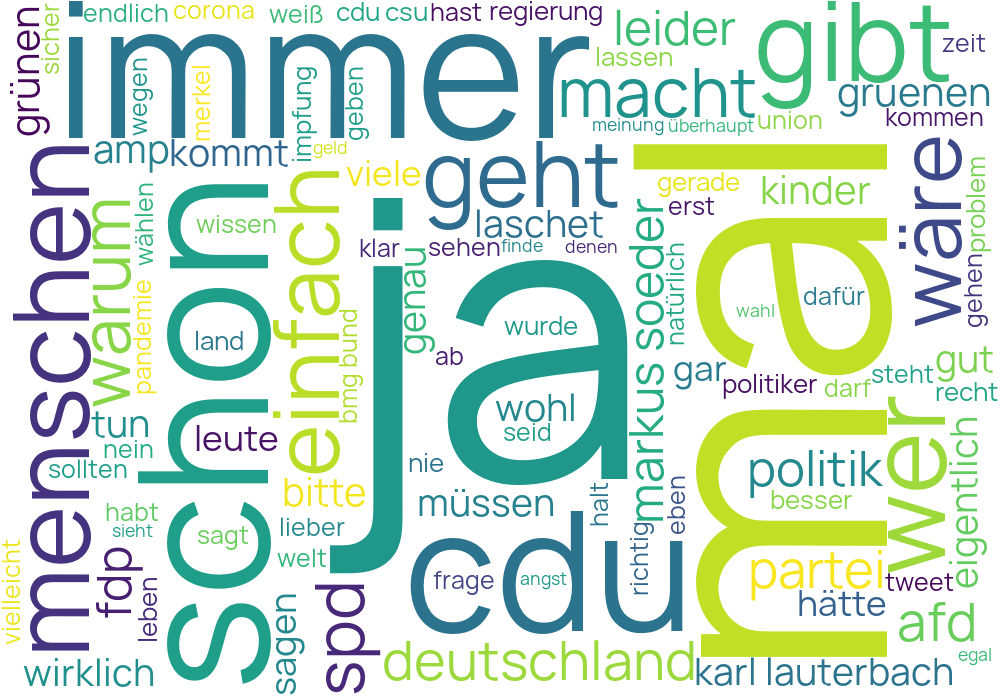 grünen
sicher
endlich
corona
weiß
cdu csu
hast
regierung
immer
wegen
merkel
impfung
geben
geld
leider
lassen
macht
meinung
überhaupt
union
gibt
zeit
gruenen
kommen
amp
kommt
viele
geht
laschet
gerade
erst
kinder
wäre
problem
gehen
menschen
warum
wählen
pandemie
schon
wissen
land
einfach
bmg bund
ja
klar
sehen
finde
denen
genau
ab
wurde
wohl
seid
markus soeder
natürlich
mal
wahl
dafür
gar
politiker
darf
steht
gut
recht
tun
nein
sollten
leute
bitte
nie
müssen
halt
richtig
eben
politik
besser
wer
eigentlich
habt
sieht
sagt
lieber
welt
vielleicht
fdp
leben
sagen
spd
cdu
frage
angst
partei
hätte
tweet
afd
egal
wirklich
deutschland
karl lauterbach